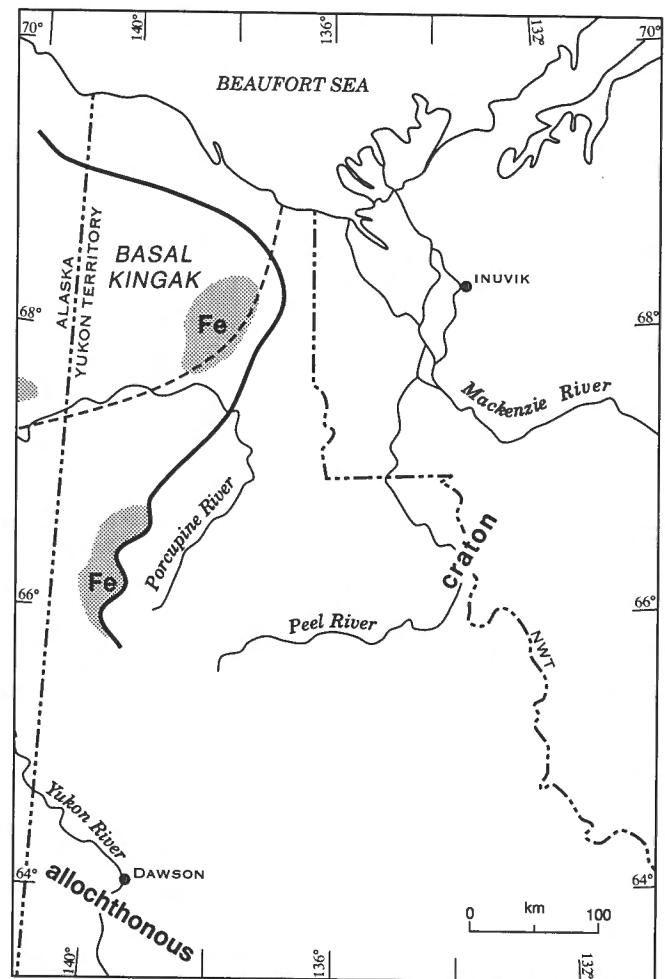 70°
140°
136°
132°
70°
BEAUFORT SEA
ALASKA
YUKON TERRITORY
BASAL
KINGAK
INUVIK
68°
Fe
68°
Mackenzie River
Porcupine River
craton
66°
Fe
66°
Peel River
NWT
Yukon River
DAWSON
64°
allochthonous
64°
0 km 100
140°
136°
132°